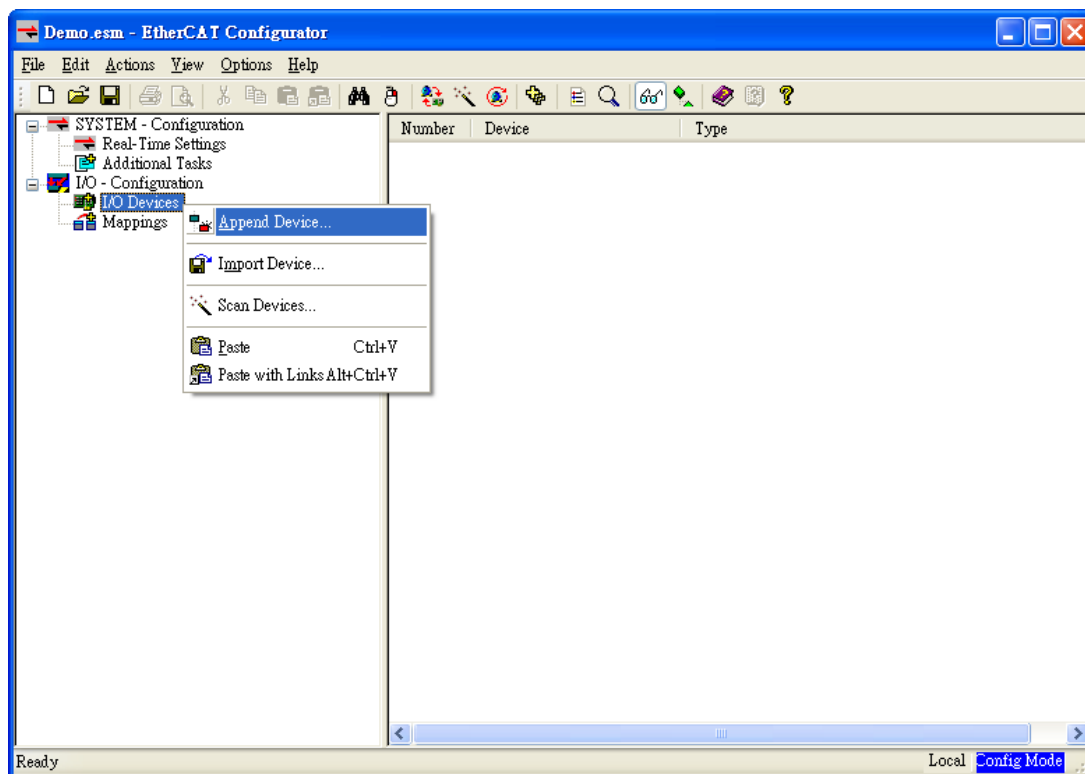 Demo.esm - EtherCAT Configurator
File Edit Actions View Options Help
SYSTEM - Configuration
Real-Time Settings
Additional Tasks
I/O - Configuration
I/O Devices
Mappings
Number Device Type
Append Device...
Import Device...
Scan Devices...
Paste Ctrl+V
Paste with Links Alt+Ctrl+V
Ready Local Config Mode